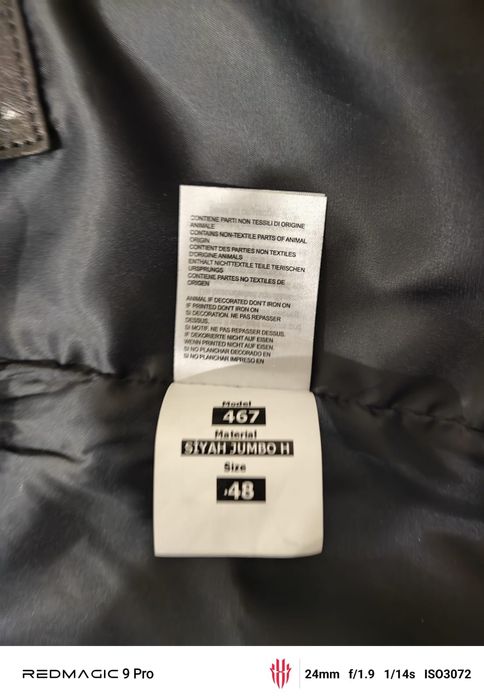 CONTIENE PARTI NON TESSILI DI ORIGINE
ANIMALE
CONTAINS NON-TEXTILE PARTS OF ANIMAL
ORIGIN
CONTIENT DES PARTIES NON TEXTILES
D'ORIGINE ANIMALS
ENTHALT NICHTTEXTILE TEILE TIERISCHEN
URSPRUNGS
CONTIENE PARTES NO TEXTILES DE
ORIGEN
ANIMAL IF DECORATED DON'T IRON ON
IF PRINTED DON'T IRON ON
SI DECORATION. NE PAS REPASSER
DESSUS.
SI MOTIF. NE PAS REPASSER DESSUS.
IF DEKORIERTE NICHT AUF EISEN
WENN PRINTED NICHT AUF EISEN.
SI NO PLANCHAR DECORADO EN
SI NO PLANCHAR IMPRESO EN
Model
467
Material
SİYAH JUMBO H
Size
48
REDMAGIC 9 Pro
24mm f/1.9 1/14s ISO3072